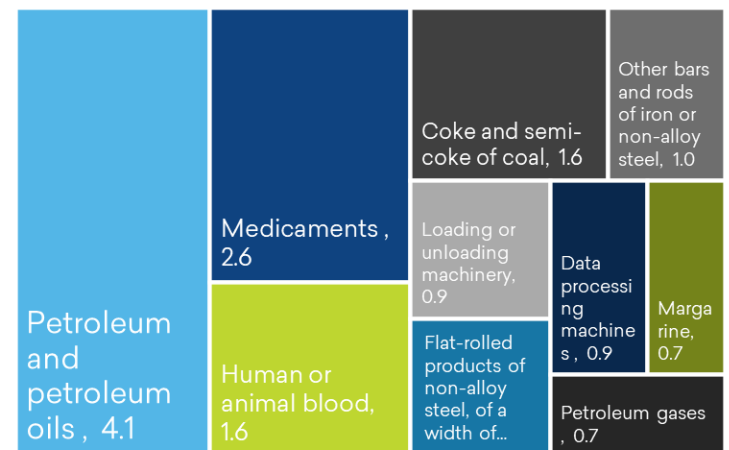 Petroleum
and
petroleum
oils , 4.1
Medicaments ,
2.6
Human or
animal blood,
1.6
Coke and semi-
coke of coal, 1.6
Other bars
and rods
of iron or
non-alloy
steel, 1.0
Loading or
unloading
machinery,
0.9
Flat-rolled
products of
non-alloy
steel, of a
width of...
Data
processi
ng
machine
s , 0.9
Marga
rine,
0.7
Petroleum gases
, 0.7